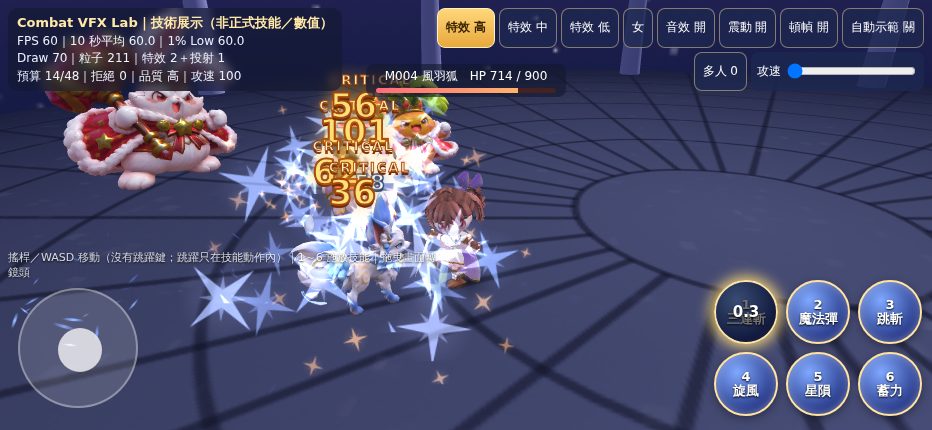 Combat VFX Lab｜技術展示（非正式技能／數值）
FPS 60｜10 秒平均 60.0｜1% Low 60.0
Draw 70｜粒子 211｜特效 2＋投射 1
預算 14/48｜拒絕 0｜品質 高｜攻速 100
特效 高
特效 中
特效 低
女
音效 開
震動 開
頓幀 開
自動示範 關
多人 0
攻速
M004 風羽狐 HP 714 / 900
CRITICAL
56
101
CRITICAL
CRITICAL
36
搖桿／WASD 移動（沒有跳躍鍵；跳躍只在技能動作內）
鏡頭
0.3
三連斬
2
魔法彈
3
跳斬
4
旋風
5
星隕
6
蓄力